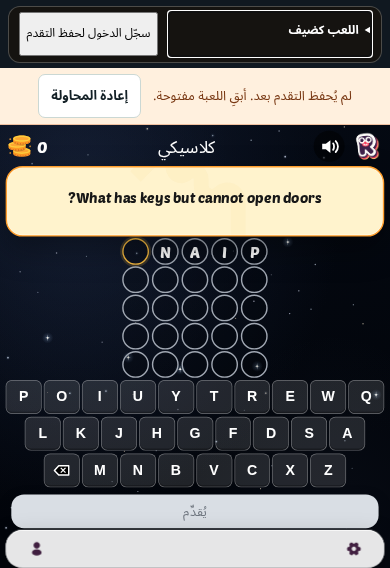 اللعب كضيف
سجّل الدخول لحفظ التقدم
لم يُحفظ التقدم بعد. أبقِ اللعبة مفتوحة.
إعادة المحاولة
كلاسيكي
0
?What has keys but cannot open doors
N A I P
P O I U Y T R E W Q
L K J H G F D S A
M N B V C X Z
يُقدِّم